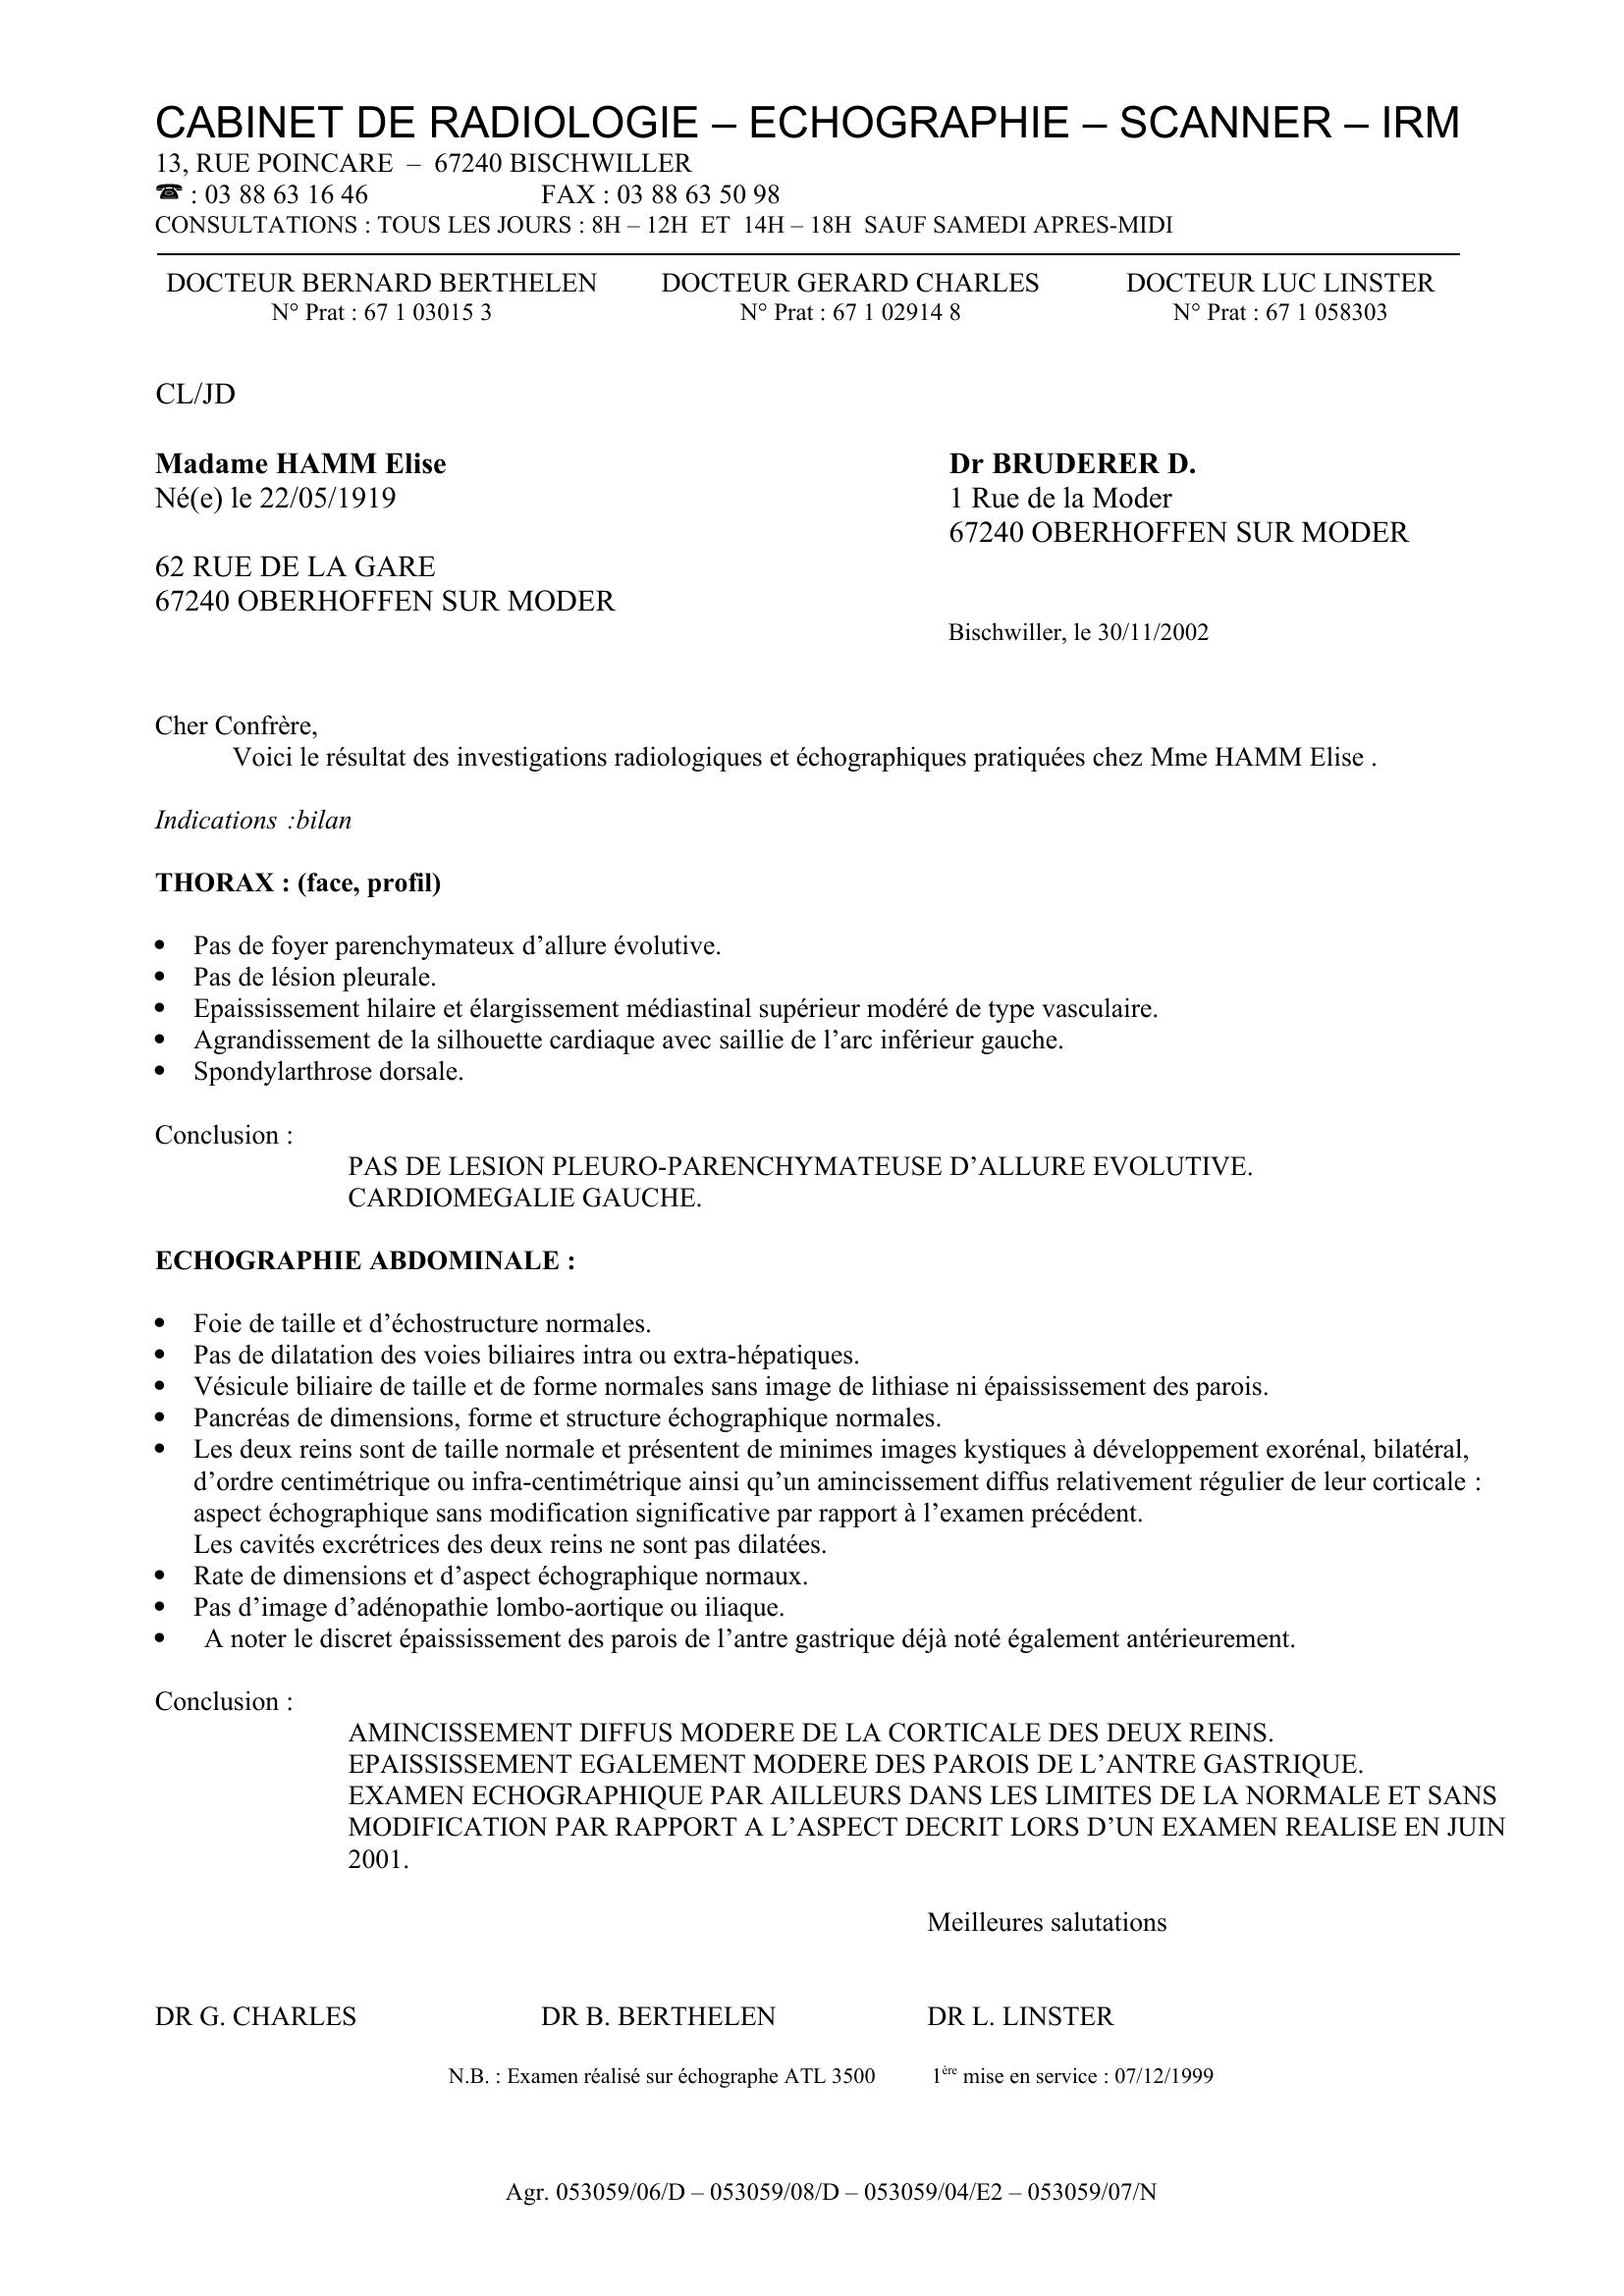 CABINET DE RADIOLOGIE – ECHOGRAPHIE – SCANNER – IRM
13, RUE POINCARE – 67240 BISCHWILLER
☎ : 03 88 63 16 46 FAX : 03 88 63 50 98
CONSULTATIONS : TOUS LES JOURS : 8H – 12H ET 14H – 18H SAUF SAMEDI APRES-MIDI
DOCTEUR BERNARD BERTHELEN DOCTEUR GERARD CHARLES DOCTEUR LUC LINSTER
N° Prat : 67 1 03015 3 N° Prat : 67 1 02914 8 N° Prat : 67 1 058303
CL/JD
Madame HAMM Elise Dr BRUDERER D.
Né(e) le 22/05/1919 1 Rue de la Moder
67240 OBERHOFFEN SUR MODER
62 RUE DE LA GARE
67240 OBERHOFFEN SUR MODER
Bischwiller, le 30/11/2002
Cher Confrère,
Voici le résultat des investigations radiologiques et échographiques pratiquées chez Mme HAMM Elise .
Indications :bilan
THORAX : (face, profil)
• Pas de foyer parenchymateux d’allure évolutive.
• Pas de lésion pleurale.
• Epaississement hilaire et élargissement médiastinal supérieur modéré de type vasculaire.
• Agrandissement de la silhouette cardiaque avec saillie de l’arc inférieur gauche.
• Spondylarthrose dorsale.
Conclusion :
PAS DE LESION PLEURO-PARENCHYMATEUSE D’ALLURE EVOLUTIVE.
CARDIOMEGALIE GAUCHE.
ECHOGRAPHIE ABDOMINALE :
• Foie de taille et d’échostructure normales.
• Pas de dilatation des voies biliaires intra ou extra-hépatiques.
• Vésicule biliaire de taille et de forme normales sans image de lithiase ni épaississement des parois.
• Pancréas de dimensions, forme et structure échographique normales.
• Les deux reins sont de taille normale et présentent de minimes images kystiques à développement exorénal, bilatéral,
d’ordre centimétrique ou infra-centimétrique ainsi qu’un amincissement diffus relativement régulier de leur corticale :
aspect échographique sans modification significative par rapport à l’examen précédent.
Les cavités excrétrices des deux reins ne sont pas dilatées.
• Rate de dimensions et d’aspect échographique normaux.
• Pas d’image d’adénopathie lombo-aortique ou iliaque.
• A noter le discret épaississement des parois de l’antre gastrique déjà noté également antérieurement.
Conclusion :
AMINCISSEMENT DIFFUS MODERE DE LA CORTICALE DES DEUX REINS.
EPAISSISSEMENT EGALEMENT MODERE DES PAROIS DE L’ANTRE GASTRIQUE.
EXAMEN ECHOGRAPHIQUE PAR AILLEURS DANS LES LIMITES DE LA NORMALE ET SANS
MODIFICATION PAR RAPPORT A L’ASPECT DECRIT LORS D’UN EXAMEN REALISE EN JUIN
2001.
Meilleures salutations
DR G. CHARLES DR B. BERTHELEN DR L. LINSTER
N.B. : Examen réalisé sur échographe ATL 3500 1ère mise en service : 07/12/1999
Agr. 053059/06/D – 053059/08/D – 053059/04/E2 – 053059/07/N